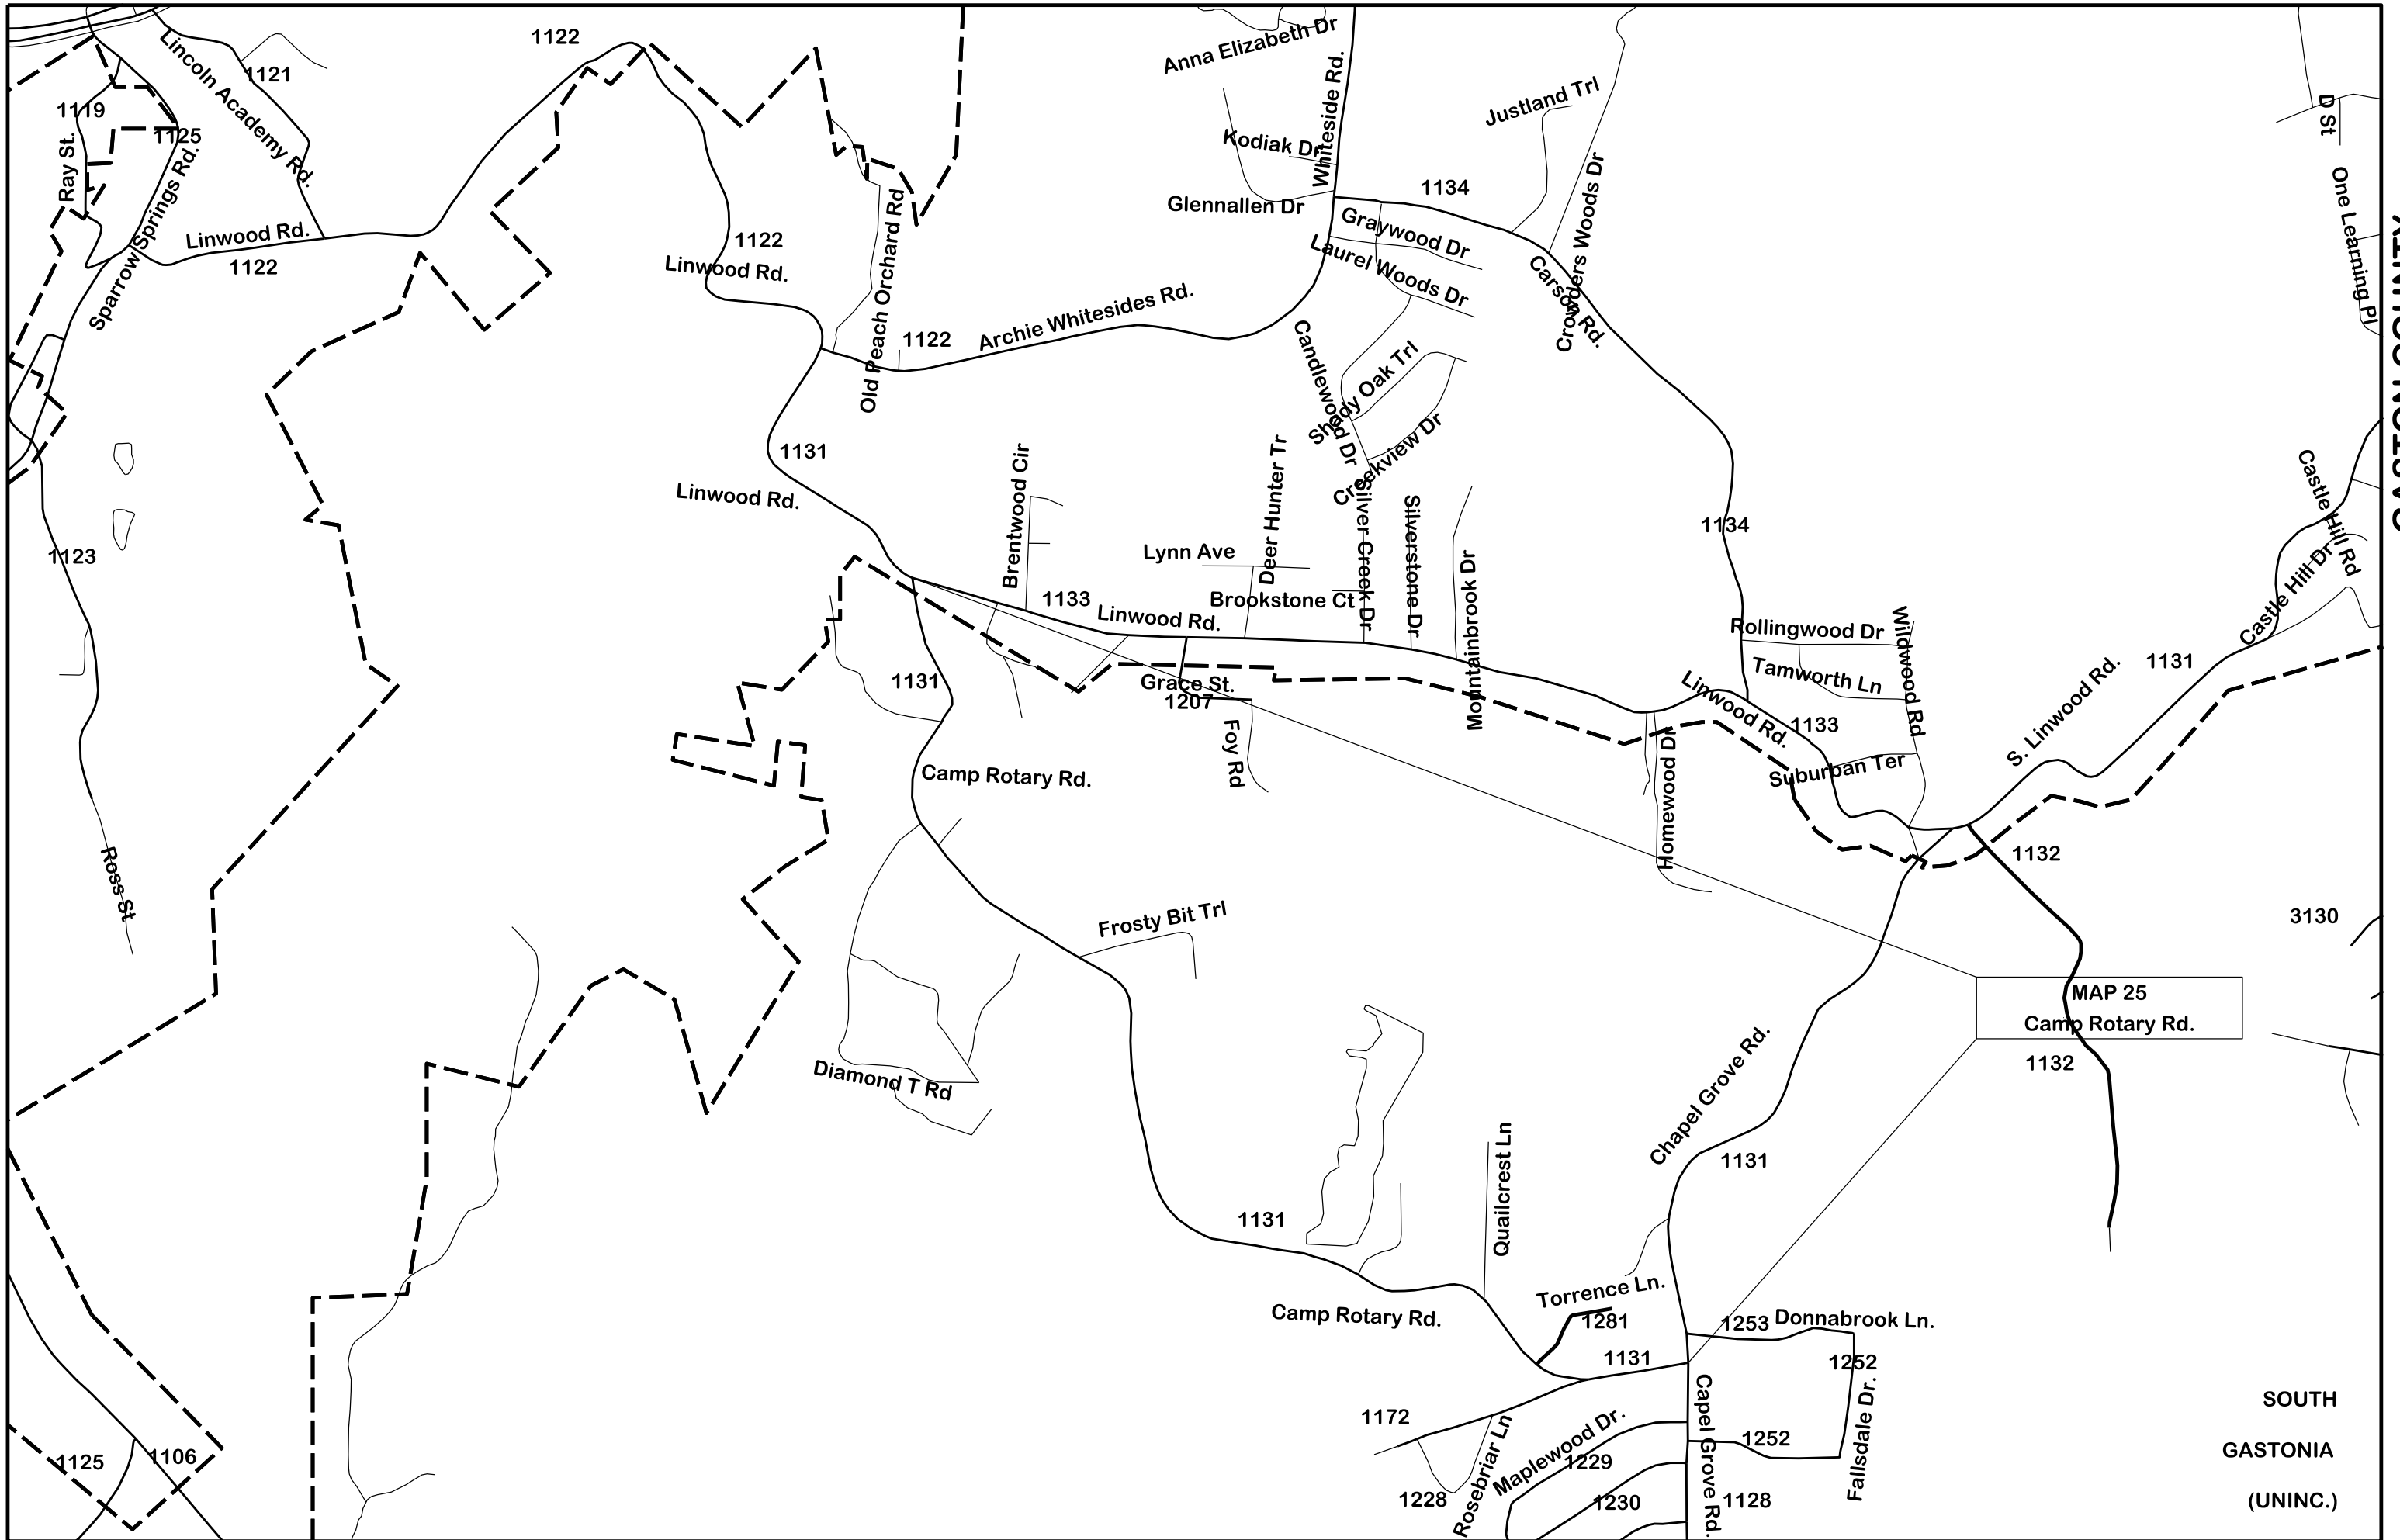 1122
Anna Elizabeth Dr
Lincoln Academy Rd.
1121
1119
1125
Ray St.
Sparrow Springs Rd.
Linwood Rd.
1122
Whiteside Rd.
Justland Trl
Kodiak Dr
Glennallen Dr
1134
Graywood Dr
Laurel Woods Dr
Crowders Woods Dr
Carson Rd.
D St
One Learning Pl
1122
Linwood Rd.
Old Peach Orchard Rd
1122
Archie Whitesides Rd.
Candlewood Dr
Shady Oak Trl
Creekview Dr
1131
Linwood Rd.
Brentwood Cir
Deer Hunter Tr
Lynn Ave
Brookstone Ct
Silver Creek Dr
Silverstone Dr
Mountainbrook Dr
1134
Castle Hill Rd
Castle Hill Dr
1123
1133
Linwood Rd.
Rollingwood Dr
Tamworth Ln
Wildwood Rd
Linwood Rd.
1133
Suburban Ter
S. Linwood Rd.
1131
1131
Grace St.
1207
Foy Rd
Homewood Dr
Camp Rotary Rd.
1132
Ross St
Frosty Bit Trl
3130
MAP 25
Camp Rotary Rd.
1132
Diamond T Rd
Chapel Grove Rd.
1131
Quailcrest Ln
1131
Torrence Ln.
1281
Camp Rotary Rd.
1131
1253
Donnabrook Ln.
1252
Fallsdale Dr.
1252
Capel Grove Rd.
1172
Rosebriar Ln
Maplewood Dr.
1229
1228
1230
1128
1125
1106
SOUTH
GASTONIA
(UNINC.)